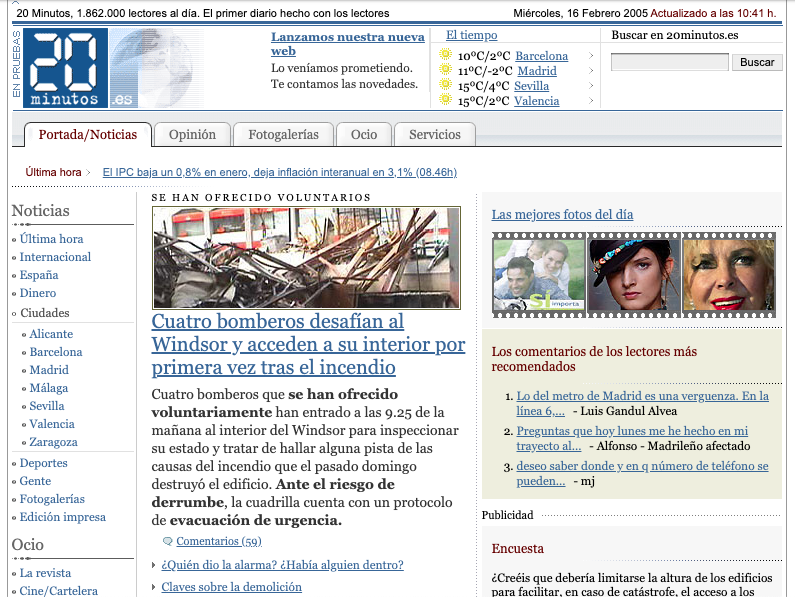 20 Minutos, 1.862.000 lectores al día. El primer diario hecho con los lectores
Miércoles, 16 Febrero 2005 Actualizado a las 10:41 h.
EN PRUEBAS
20
minutos .es
Lanzamos nuestra nueva
web
Lo veníamos prometiendo.
Te contamos las novedades.
El tiempo
10ºC/2ºC Barcelona
11ºC/-2ºC Madrid
15ºC/4ºC Sevilla
15ºC/2ºC Valencia
Buscar en 20minutos.es
Buscar
Portada/Noticias
Opinión
Fotogalerías
Ocio
Servicios
Última hora
El IPC baja un 0,8% en enero, deja inflación interanual en 3,1% (08.46h)
Noticias
Última hora
Internacional
España
Dinero
Ciudades
Alicante
Barcelona
Madrid
Málaga
Sevilla
Valencia
Zaragoza
Deportes
Gente
Fotogalerías
Edición impresa
Ocio
La revista
Cine/Cartelera
SE HAN OFRECIDO VOLUNTARIOS
Cuatro bomberos desafían al
Windsor y acceden a su interior por
primera vez tras el incendio
Cuatro bomberos que se han ofrecido
voluntariamente han entrado a las 9.25 de la
mañana al interior del Windsor para inspeccionar
su estado y tratar de hallar alguna pista de las
causas del incendio que el pasado domingo
destruyó el edificio. Ante el riesgo de
derrumbe, la cuadrilla cuenta con un protocolo
de evacuación de urgencia.
Comentarios (59)
¿Quién dio la alarma? ¿Había alguien dentro?
Claves sobre la demolición
Las mejores fotos del día
SI importa
Los comentarios de los lectores más
recomendados
1. Lo del metro de Madrid es una verguenza. En la
línea 6,... - Luis Gandul Alvea
2. Preguntas que hoy lunes me he hecho en mi
trayecto al... - Alfonso - Madrileño afectado
3. deseo saber donde y en q número de teléfono se
pueden... - mj
Publicidad
Encuesta
¿Creéis que debería limitarse la altura de los edificios
para facilitar, en caso de catástrofe, el acceso a los